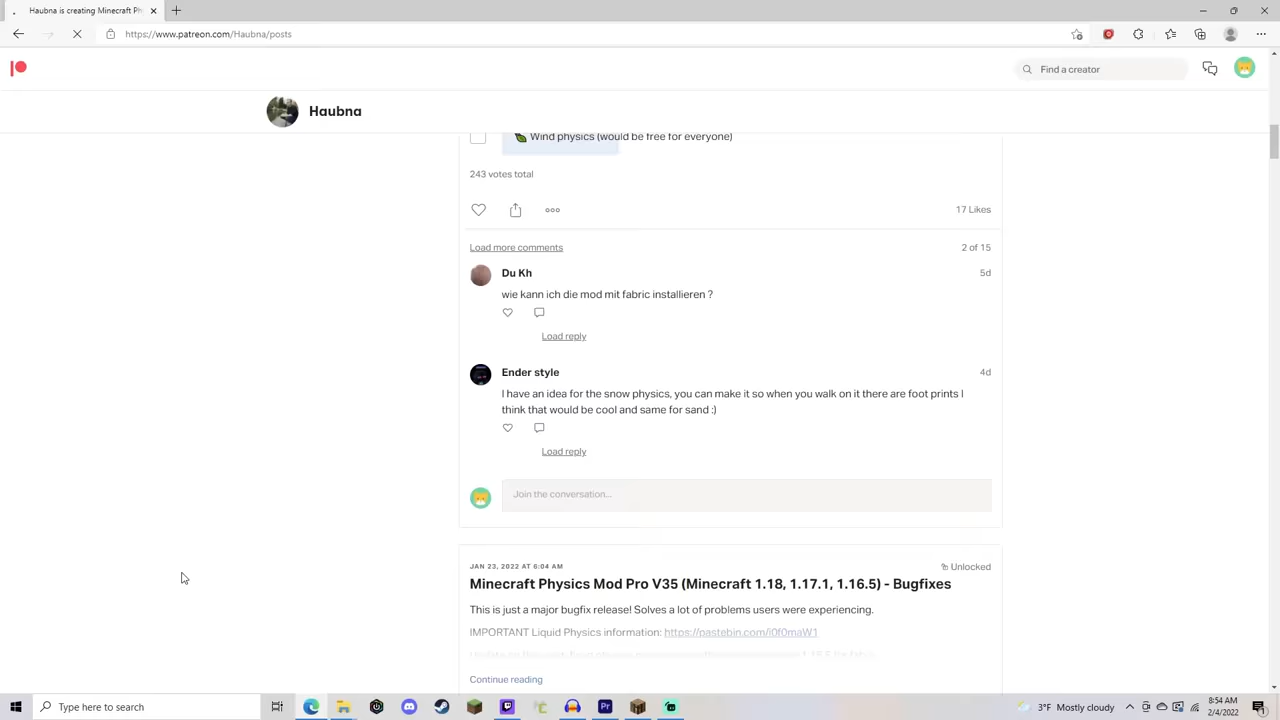 Haubna is creating Minecraft Ph
https://www.patreon.com/Haubna/posts
Find a creator
Haubna
Wind physics (would be free for everyone)
243 votes total
17 Likes
Load more comments
2 of 15
Du Kh
5d
wie kann ich die mod mit fabric installieren ?
Load reply
Ender style
4d
I have an idea for the snow physics, you can make it so when you walk on it there are foot prints I
think that would be cool and same for sand :)
Load reply
Join the conversation...
JAN 23, 2022 AT 6:04 AM
Unlocked
Minecraft Physics Mod Pro V35 (Minecraft 1.18, 1.17.1, 1.16.5) - Bugfixes
This is just a major bugfix release! Solves a lot of problems users were experiencing.
IMPORTANT Liquid Physics information: https://pastebin.com/i0f0maW1
Continue reading
Type here to search
3°F Mostly cloudy
8:54 AM
2/4/2022